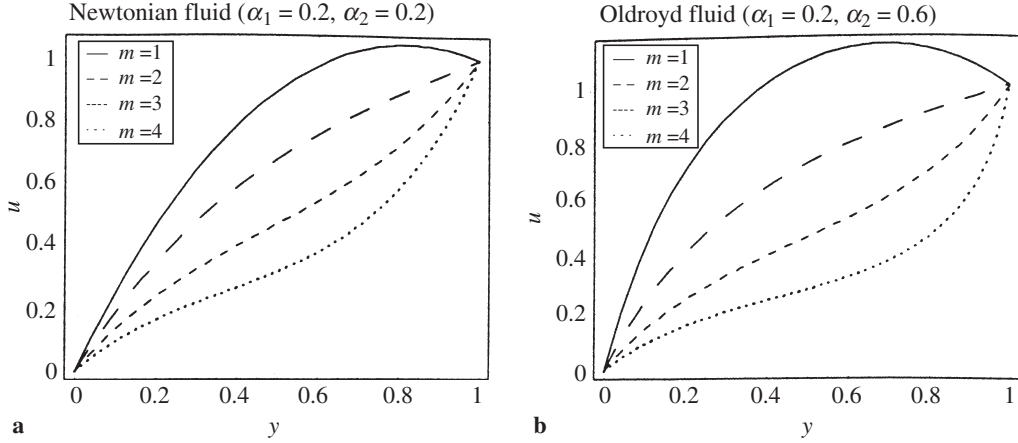 Newtonian fluid (α1 = 0.2, α2 = 0.2)
m =1
m =2
m =3
m =4
1
0.8
0.6
0.4
0.2
0
u
0 0.2 0.4 0.6 0.8 1
a
y
Oldroyd fluid (α1 = 0.2, α2 = 0.6)
m =1
m =2
m =3
m =4
1
0.8
0.6
0.4
0.2
0
u
0 0.2 0.4 0.6 0.8 1
b
y